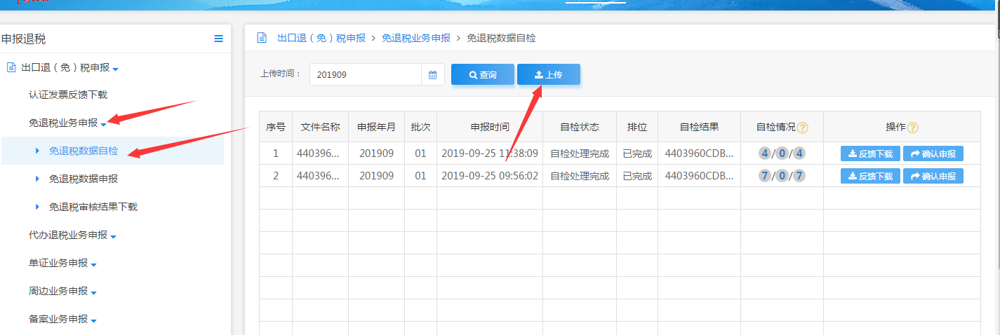 申报退税
出口退（免）税申报
认证发票反馈下载
免退税业务申报
免退税数据自检
免退税数据申报
免退税审核结果下载
代办退税业务申报
单证业务申报
周边业务申报
备案业务申报
出口退（免）税申报 > 免退税业务申报 > 免退税数据自检
上传时间： 201909 查询 上传
序号 文件名称 申报年月 批次 申报时间 自检状态 排位 自检结果 自检情况? 操作?
1 440396... 201909 01 2019-09-25 11:38:09 自检处理完成 已完成 4403960CDB... 4/0/4 反馈下载 确认申报
2 440396... 201909 01 2019-09-25 09:56:02 自检处理完成 已完成 4403960CDB... 7/0/7 反馈下载 确认申报